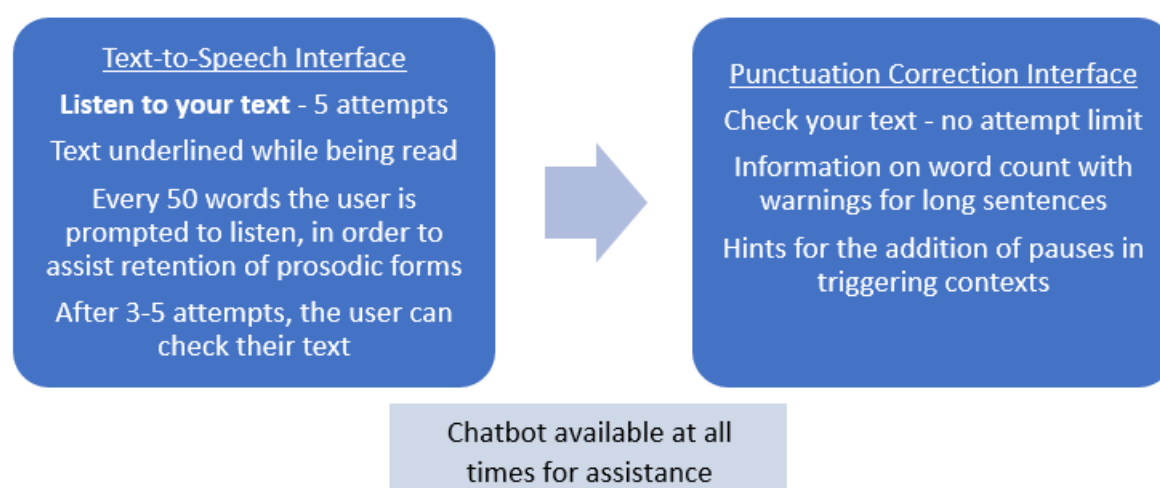 Text-to-Speech Interface
Listen to your text - 5 attempts
Text underlined while being read
Every 50 words the user is
prompted to listen, in order to
assist retention of prosodic forms
After 3-5 attempts, the user can
check their text
Punctuation Correction Interface
Check your text - no attempt limit
Information on word count with
warnings for long sentences
Hints for the addition of pauses in
triggering contexts
Chatbot available at all
times for assistance